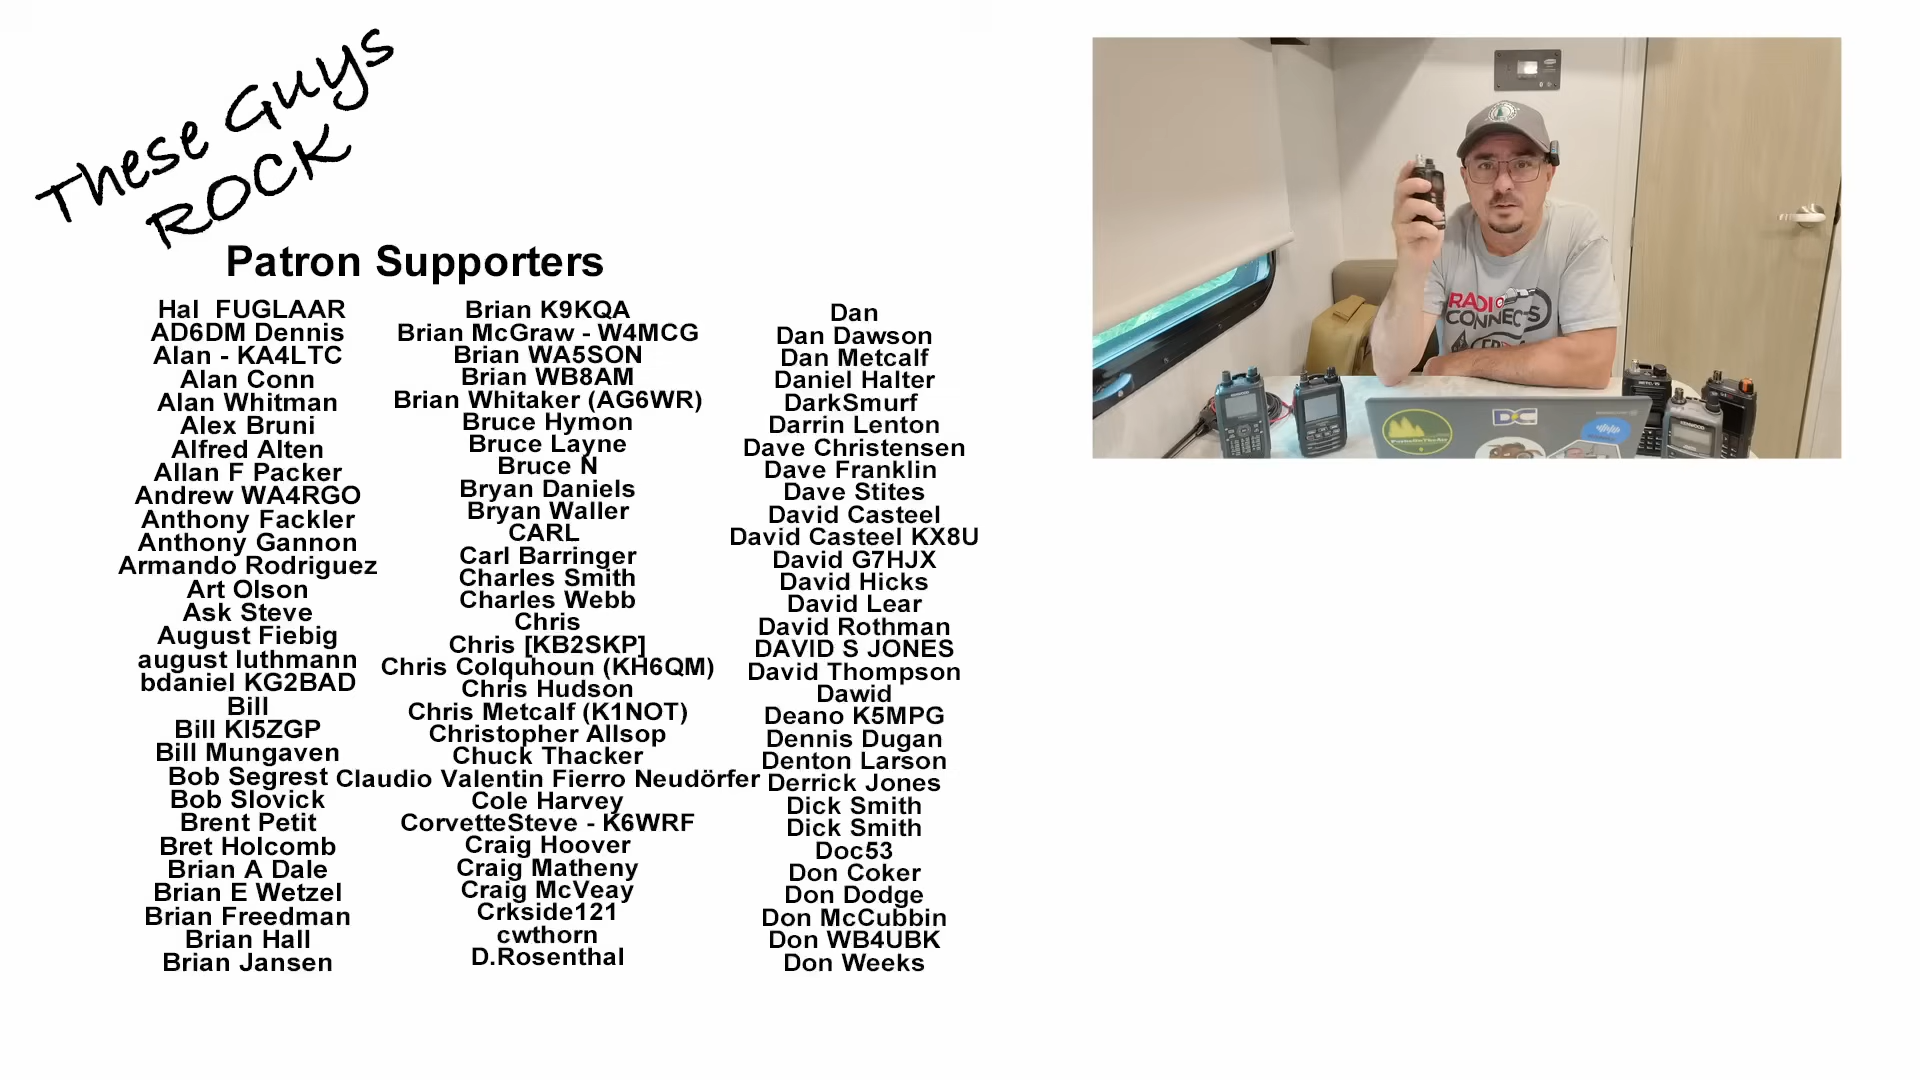 These Guys
ROCK
Patron Supporters
Hal FUGLAAR
AD6DM Dennis
Alan - KA4LTC
Alan Conn
Alan Whitman
Alex Bruni
Alfred Alten
Allan F Packer
Andrew WA4RGO
Anthony Fackler
Anthony Gannon
Armando Rodriguez
Art Olson
Ask Steve
August Fiebig
august luthmann
bdaniel KG2BAD
Bill
Bill KI5ZGP
Bill Mungaven
Bob Segrest
Bob Slovick
Brent Petit
Bret Holcomb
Brian A Dale
Brian E Wetzel
Brian Freedman
Brian Hall
Brian Jansen
Brian K9KQA
Brian McGraw - W4MCG
Brian WA5SON
Brian WB8AM
Brian Whitaker (AG6WR)
Bruce Hymon
Bruce Layne
Bruce N
Bryan Daniels
Bryan Waller
CARL
Carl Barringer
Charles Smith
Charles Webb
Chris
Chris [KB2SKP]
Chris Colquhoun (KH6QM)
Chris Hudson
Chris Metcalf (K1NOT)
Christopher Allsop
Chuck Thacker
Claudio Valentin Fierro Neudörfer
Cole Harvey
CorvetteSteve - K6WRF
Craig Hoover
Craig Matheny
Craig McVeay
Crkside121
cwthorn
D.Rosenthal
Dan
Dan Dawson
Dan Metcalf
Daniel Halter
DarkSmurf
Darrin Lenton
Dave Christensen
Dave Franklin
Dave Stites
David Casteel
David Casteel KX8U
David G7HJX
David Hicks
David Lear
David Rothman
DAVID S JONES
David Thompson
Dawid
Deano K5MPG
Dennis Dugan
Denton Larson
Derrick Jones
Dick Smith
Dick Smith
Doc53
Don Coker
Don Dodge
Don McCubbin
Don WB4UBK
Don Weeks
RADIO
CONNECTS
KENWOOD